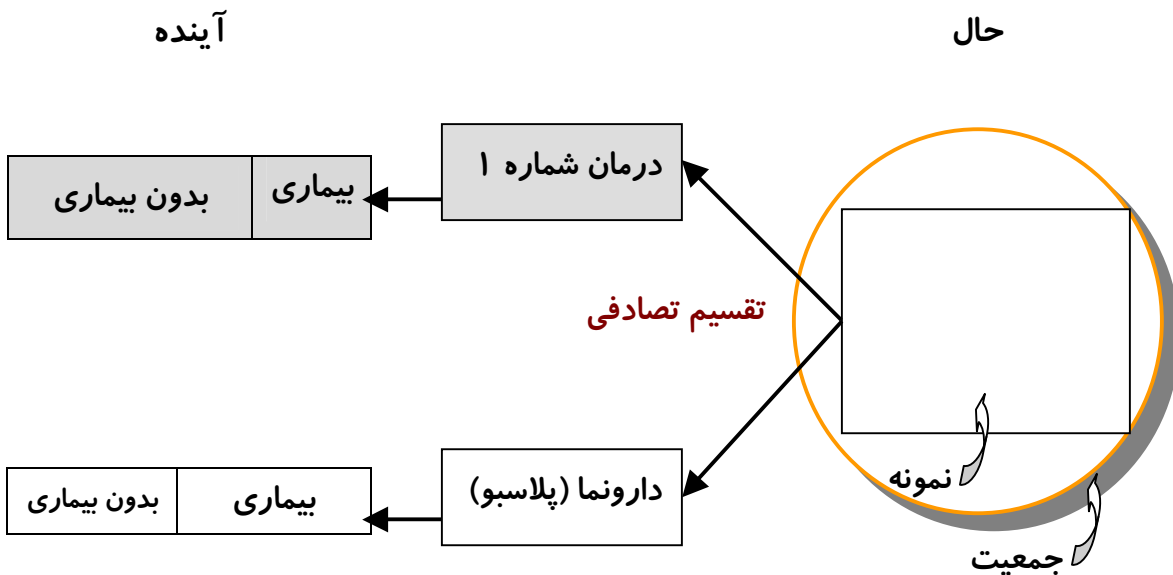 حال
آینده
درمان شماره ۱
بیماری
بدون بیماری
تقسیم تصادفی
نمونه
دارونما (پلاسبو)
بیماری
بدون بیماری
جمعیت